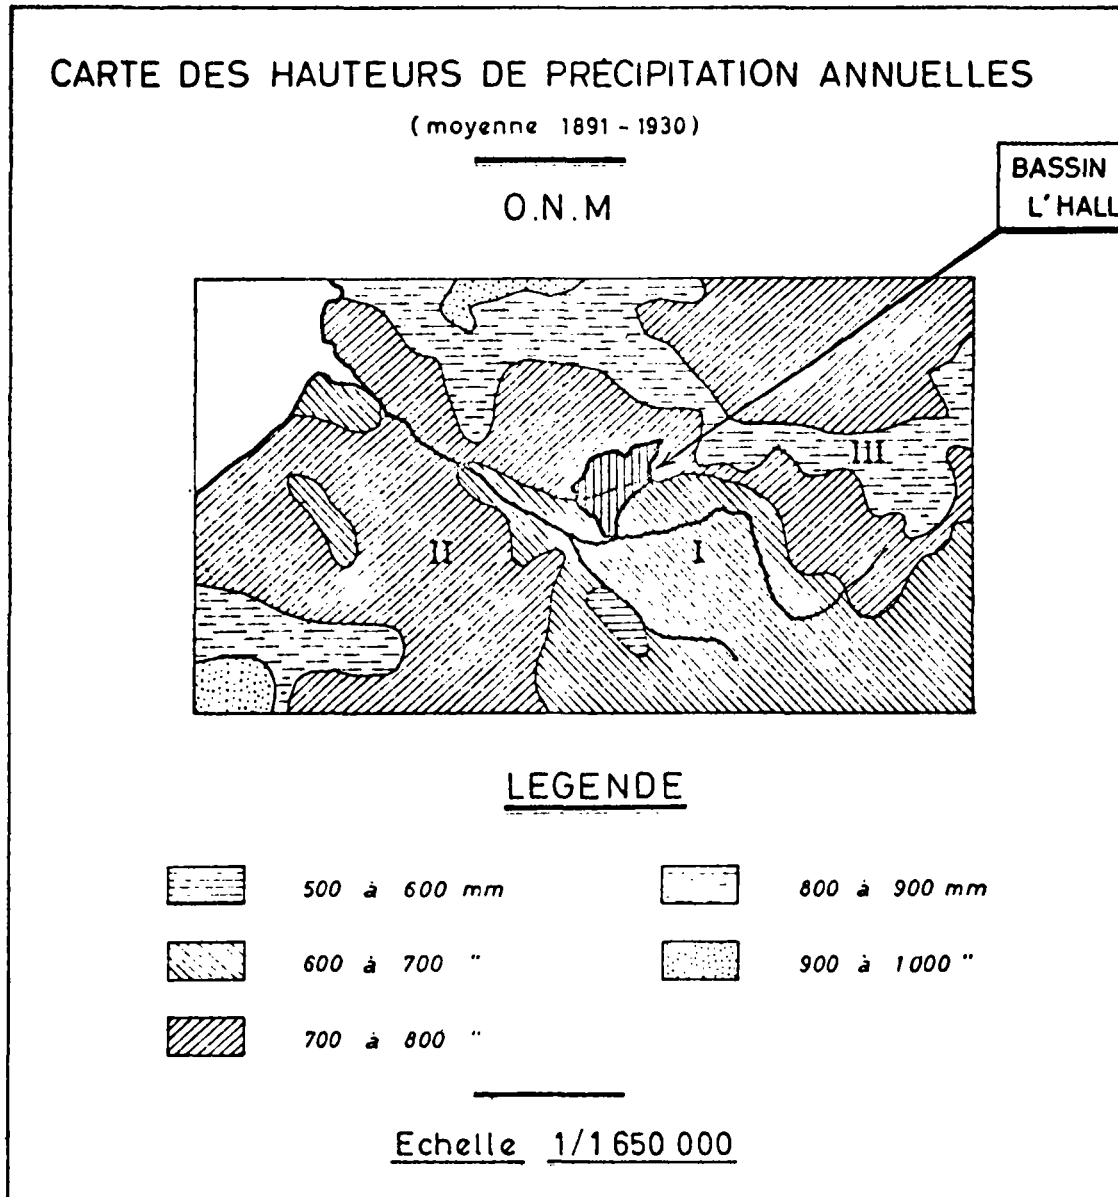 CARTE DES HAUTEURS DE PRÉCIPITATION ANNUELLES
(moyenne 1891 - 1930)
O.N.M
BASSIN
L'HALL
III
II
I
LEGENDE
500 à 600 mm
800 à 900 mm
600 à 700 "
900 à 1000 "
700 à 800 "
Echelle 1/1 650 000